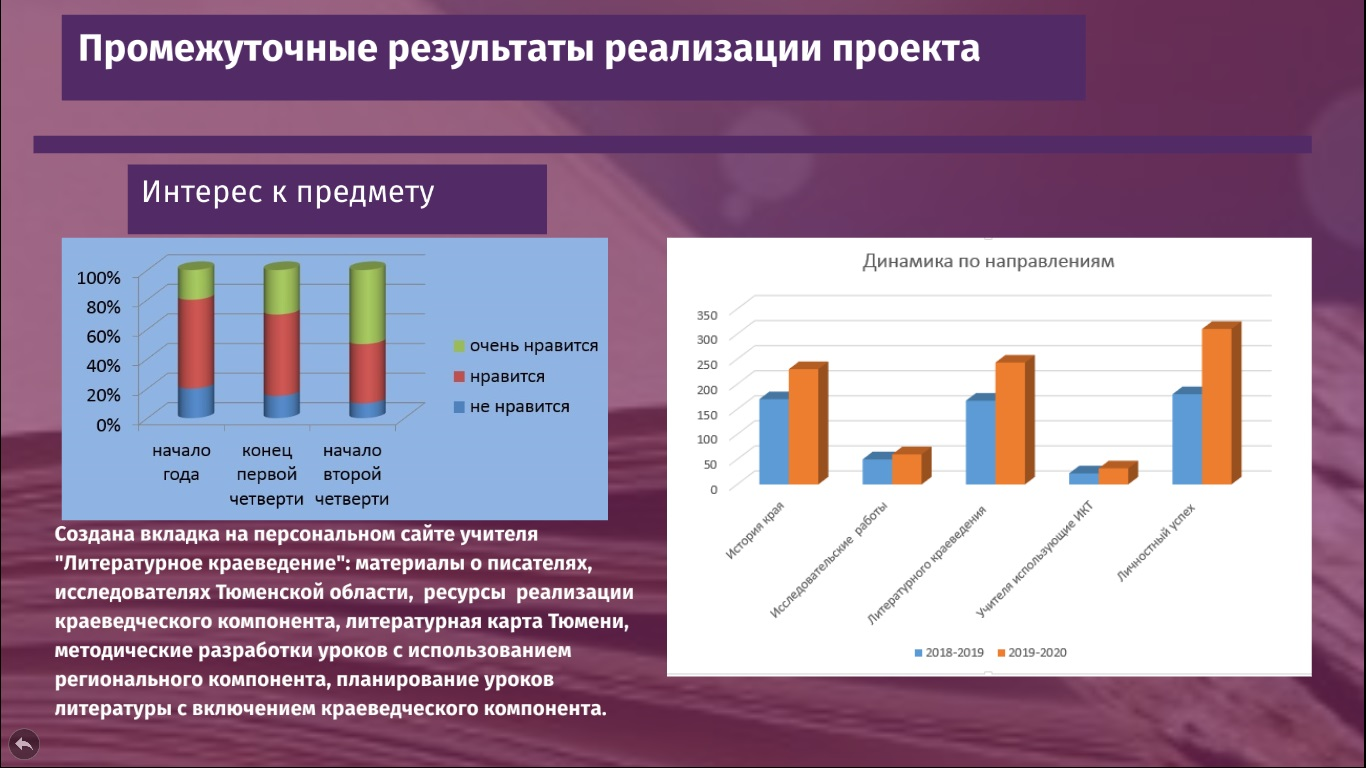 Промежуточные результаты реализации проекта
Интерес к предмету
100%
80%
60%
40%
20%
0%
начало
года
конец
первой
четверти
начало
второй
четверти
очень нравится
нравится
не нравится
Создана вкладка на персональном сайте учителя
"Литературное краеведение": материалы о писателях,
исследователях Тюменской области,  ресурсы  реализации
краеведческого компонента, литературная карта Тюмени,
методические разработки уроков с использованием
регионального компонента, планирование уроков
литературы с включением краеведческого компонента.
Динамика по направлениям
350
300
250
200
150
100
50
0
История края
Исследовательские  работы
Литературного краеведения
Учителя использующие ИКТ
Личностный успех
2018-2019
2019-2020